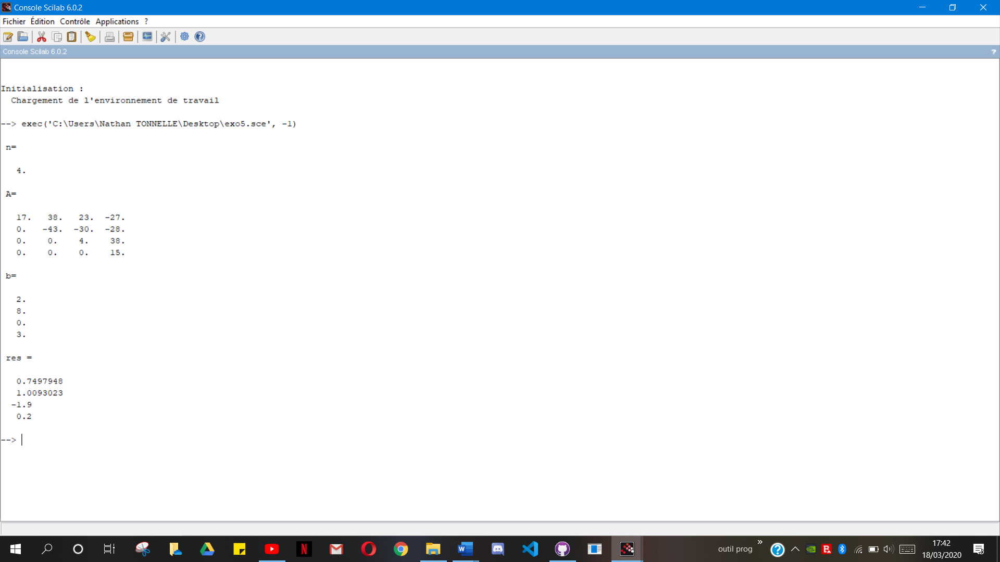 Console Scilab 6.0.2
Fichier Édition Contrôle Applications ?
Console Scilab 6.0.2 ?
Initialisation :
Chargement de l'environnement de travail
--> exec('C:\Users\Nathan TONNELLE\Desktop\exo5.sce', -1)
n=
4.
A=
17. 38. 23. -27.
0. -43. -30. -28.
0. 0. 4. 38.
0. 0. 0. 15.
b=
2.
8.
0.
3.
res =
0.7497948
1.0093023
-1.9
0.2
-->
outil prog »
17:42
18/03/2020